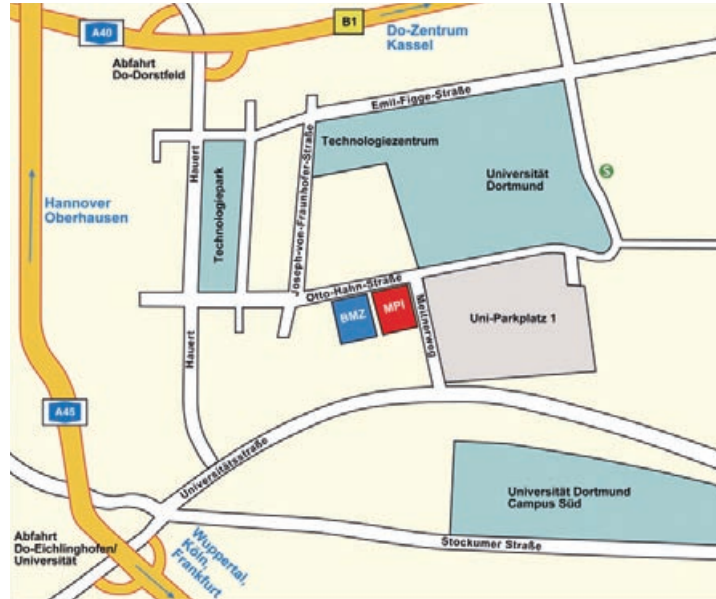 A40
B1
Do-Zentrum
Kassel
Abfahrt
Do-Dorstfeld
Emil-Figge-Straße
Technologiezentrum
Joseph-von-Fraunhofer-Straße
Hauert
Technologiepark
Universität
Dortmund
S
Hannover
Oberhausen
Otto-Hahn-Straße
BMZ
MPI
Meitnerweg
Uni-Parkplatz 1
Hauert
A45
Universitätsstraße
Universität Dortmund
Campus Süd
Stockumer Straße
Abfahrt
Do-Eichlinghofen/
Universität
Wuppertal,
Köln,
Frankfurt